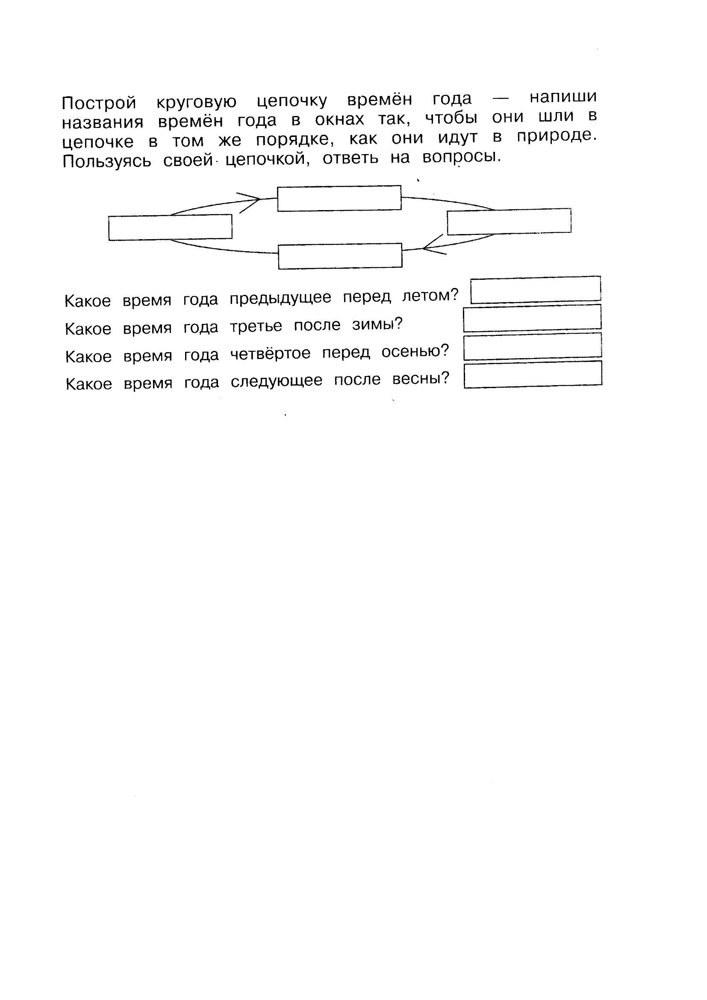 Построй круговую цепочку времён года — напиши
названия времён года в окнах так, чтобы они шли в
цепочке в том же порядке, как они идут в природе.
Пользуясь своей цепочкой, ответь на вопросы.
Какое время года предыдущее перед летом?
Какое время года третье после зимы?
Какое время года четвёртое перед осенью?
Какое время года следующее после весны?